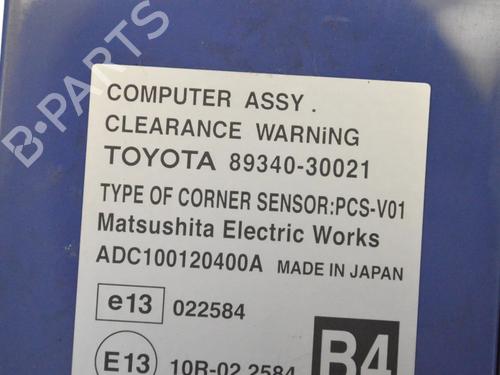 B-PARTS
COMPUTER ASSY .
CLEARANCE WARNiNG
TOYOTA 89340-30021
TYPE OF CORNER SENSOR:PCS-V01
Matsushita Electric Works
ADC100120400A MADE IN JAPAN
e13 022584
E13 10R-02 2584
B4